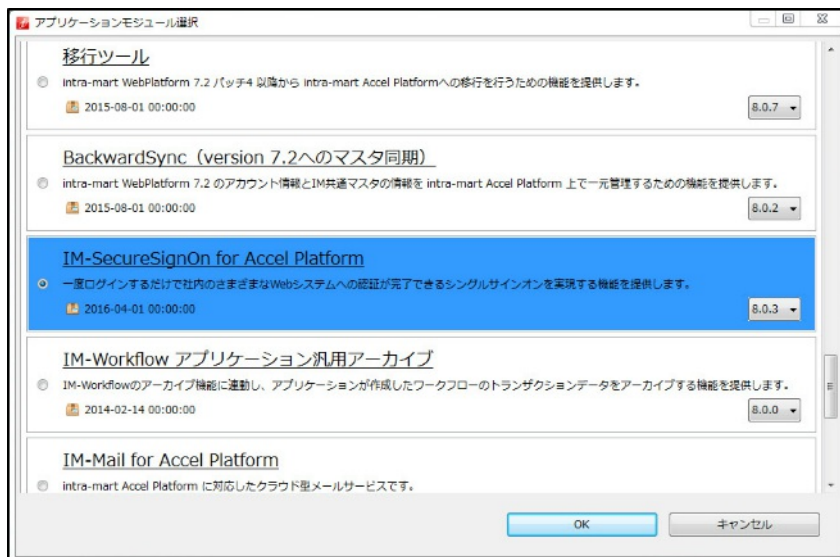 アプリケーションモジュール選択
移行ツール
intra-mart WebPlatform 7.2 パッチ4 以降から intra-mart Accel Platformへの移行を行うための機能を提供します。
2015-08-01 00:00:00
8.0.7
BackwardSync（version 7.2へのマスタ同期）
intra-mart WebPlatform 7.2 のアカウント情報とIM共通マスタの情報を intra-mart Accel Platform 上で一元管理するための機能を提供します。
2015-08-01 00:00:00
8.0.2
IM-SecureSignOn for Accel Platform
一度ログインするだけで社内のさまざまなWebシステムへの認証が完了できるシングルサインオンを実現する機能を提供します。
2016-04-01 00:00:00
8.0.3
IM-Workflow アプリケーション汎用アーカイブ
IM-Workflowのアーカイブ機能に連動し、アプリケーションが作成したワークフローのトランザクションデータをアーカイブする機能を提供します。
2014-02-14 00:00:00
8.0.0
IM-Mail for Accel Platform
intra-mart Accel Platform に対応したクラウド型メールサービスです。
OK
キャンセル